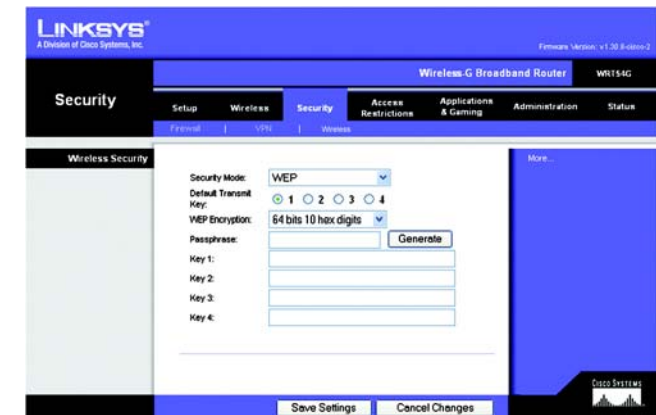 LINKSYS®
A Division of Cisco Systems, Inc.
Firmware Version: v1.30.8-cisco-2
Wireless-G Broadband Router WRT54G
Security
Setup Wireless Security Access Restrictions Applications & Gaming Administration Status
Firewall | VPN | Wireless
Wireless Security
More...
Security Mode: WEP
Default Transmit Key: 1 2 3 4
WEP Encryption: 64 bits 10 hex digits
Passphrase: Generate
Key 1:
Key 2:
Key 3:
Key 4:
Save Settings Cancel Changes
CISCO SYSTEMS